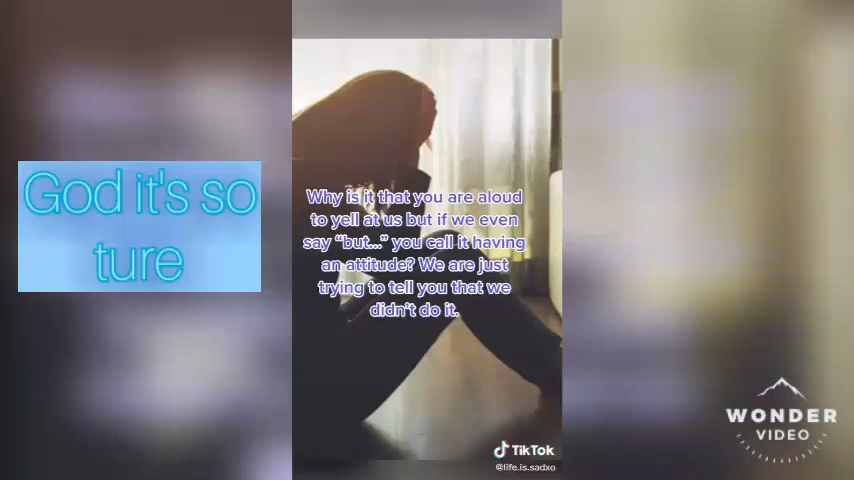 God it's so
ture
Why is it that you are aloud
to yell at us but if we even
say “but...” you call it having
an attitude? We are just
trying to tell you that we
didn't do it.
TikTok
@life.is.sadxo
WONDER
VIDEO